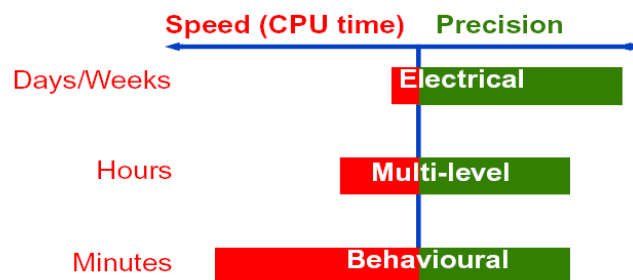 Speed (CPU time) Precision
Days/Weeks Electrical
Hours Multi-level
Minutes Behavioural